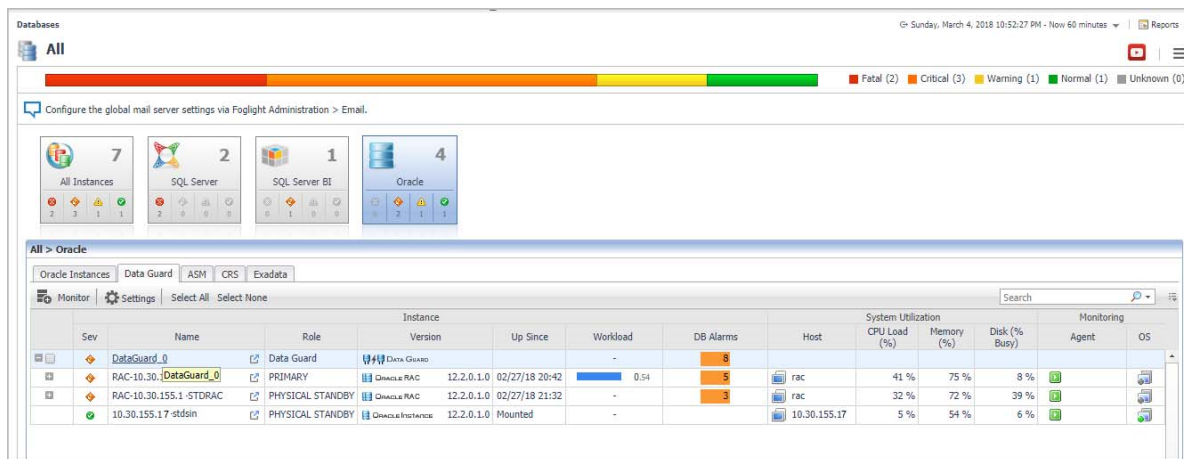 Databases
Sunday, March 4, 2018 10:52:27 PM - Now 60 minutes
Reports
All
Fatal (2) Critical (3) Warning (1) Normal (1) Unknown (0)
Configure the global mail server settings via Foglight Administration > Email.
7 2 1 4
All Instances SQL Server SQL Server BI Oracle
2 3 1 1 2 0 0 0 0 1 0 0 0 2 1 1
All > Oracle
Oracle Instances Data Guard ASM CRS Exadata
Monitor Settings Select All Select None Search
Instance System Utilization Monitoring
Sev Name Role Version Up Since Workload DB Alarms Host CPU Load (%) Memory (%) Disk (% Busy) Agent OS
DataGuard_0 Data Guard DATA GUARD - 8
RAC-10.30. DataGuard_0 PRIMARY ORACLE RAC 12.2.0.1.0 02/27/18 20:42 0.54 5 rac 41 % 75 % 8 %
RAC-10.30.155.1 -STDRAC PHYSICAL STANDBY ORACLE RAC 12.2.0.1.0 02/27/18 21:32 - 3 rac 32 % 72 % 39 %
10.30.155.17-stdsin PHYSICAL STANDBY ORACLE INSTANCE 12.2.0.1.0 Mounted - 10.30.155.17 5 % 54 % 6 %